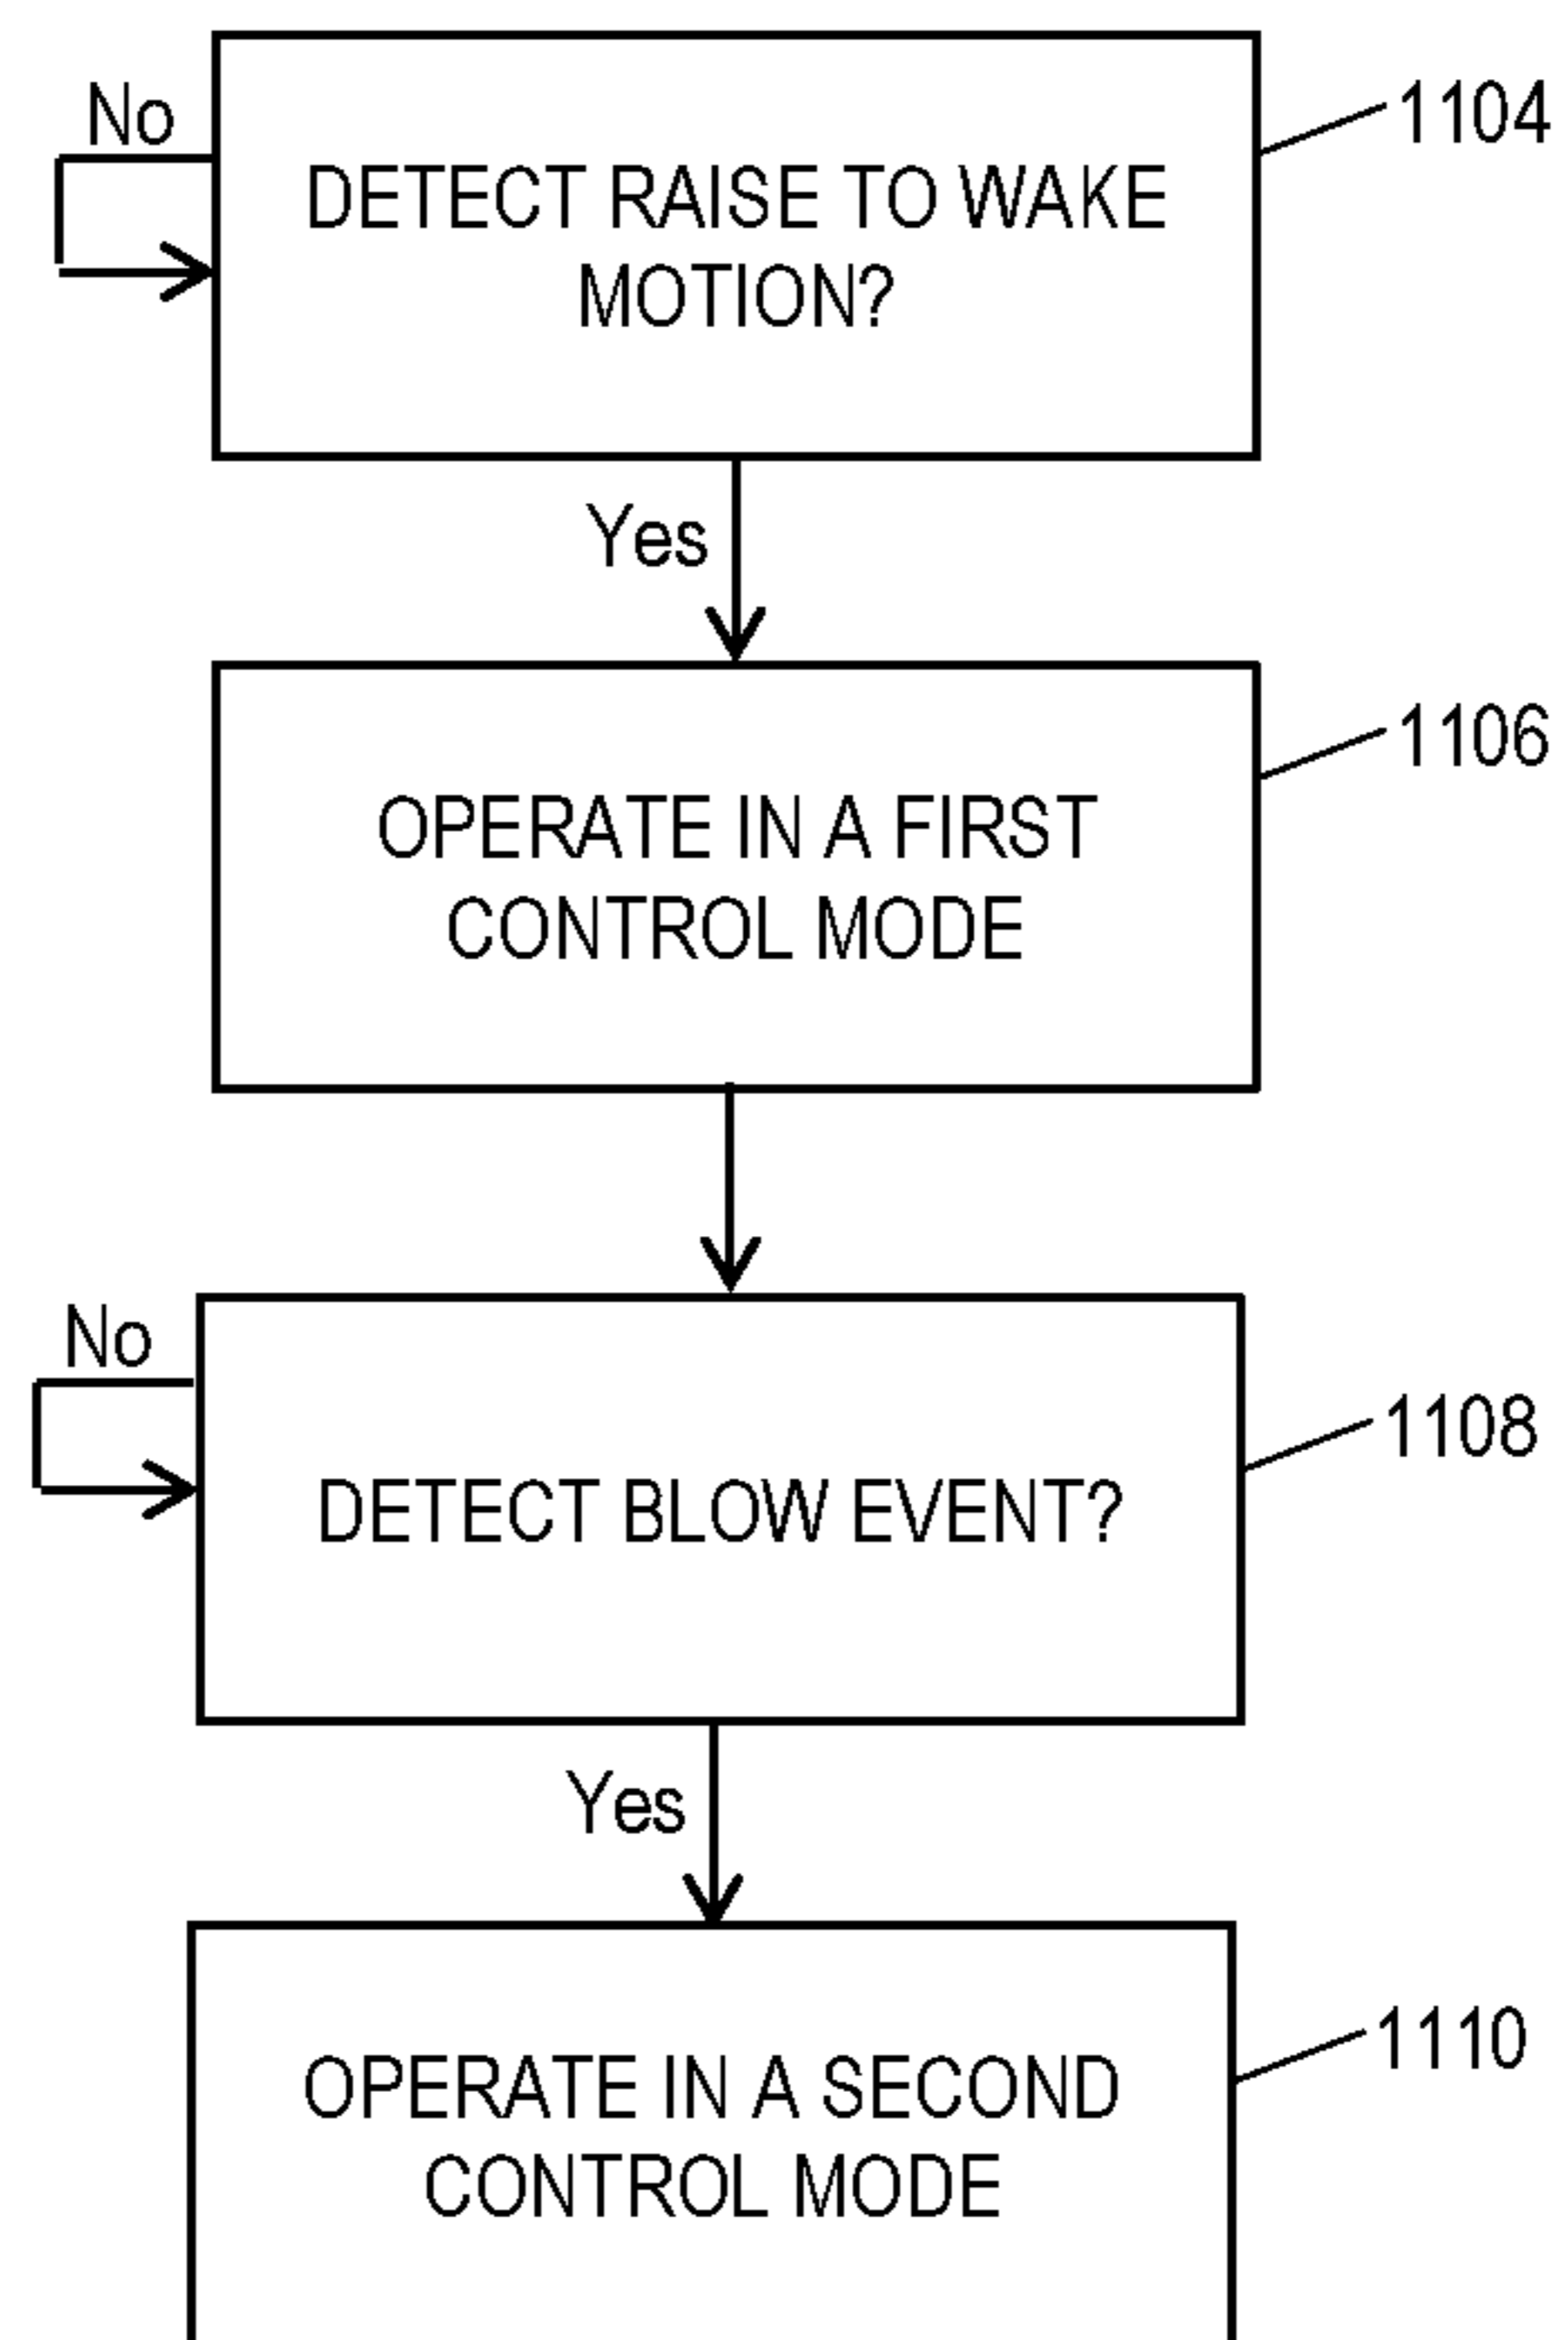 No
1104
DETECT RAISE TO WAKE
MOTION?
Yes
1106
OPERATE IN A FIRST
CONTROL MODE
No
1108
DETECT BLOW EVENT?
Yes
1110
OPERATE IN A SECOND
CONTROL MODE